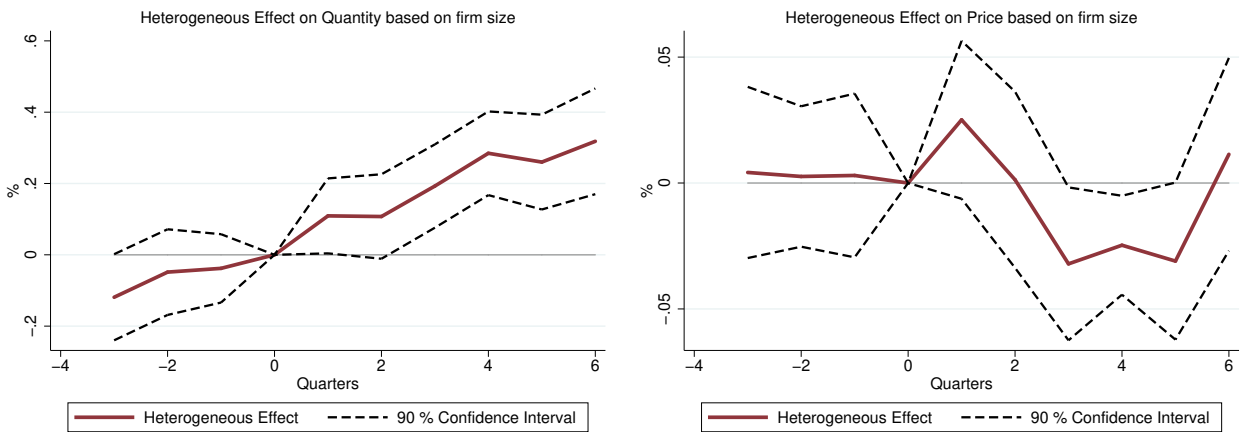 Heterogeneous Effect on Quantity based on firm size
.6
.4
.2
0
-.2
%
-4 -2 0 2 4 6
Quarters
Heterogeneous Effect 90 % Confidence Interval
Heterogeneous Effect on Price based on firm size
.05
0
-.05
%
-4 -2 0 2 4 6
Quarters
Heterogeneous Effect 90 % Confidence Interval